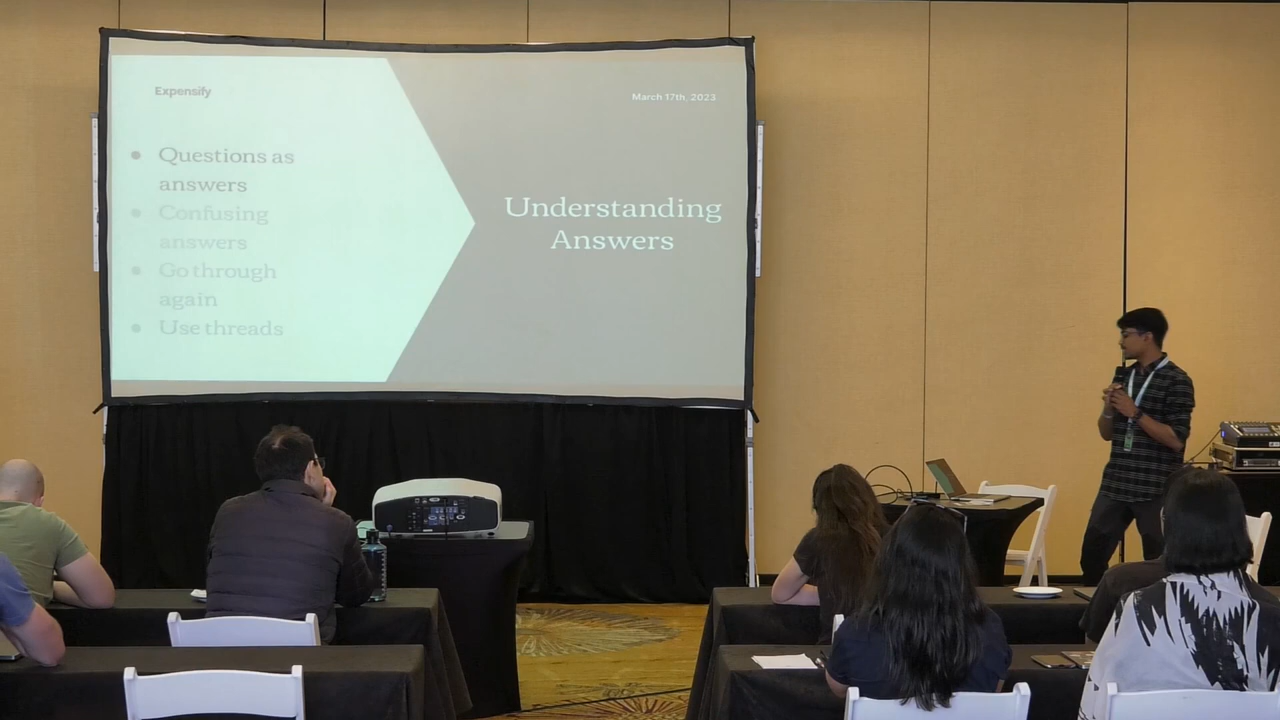 Expensify
March 17th, 2023
• Questions as
answers
• Confusing
answers
• Go through
again
• Use threads
Understanding
Answers